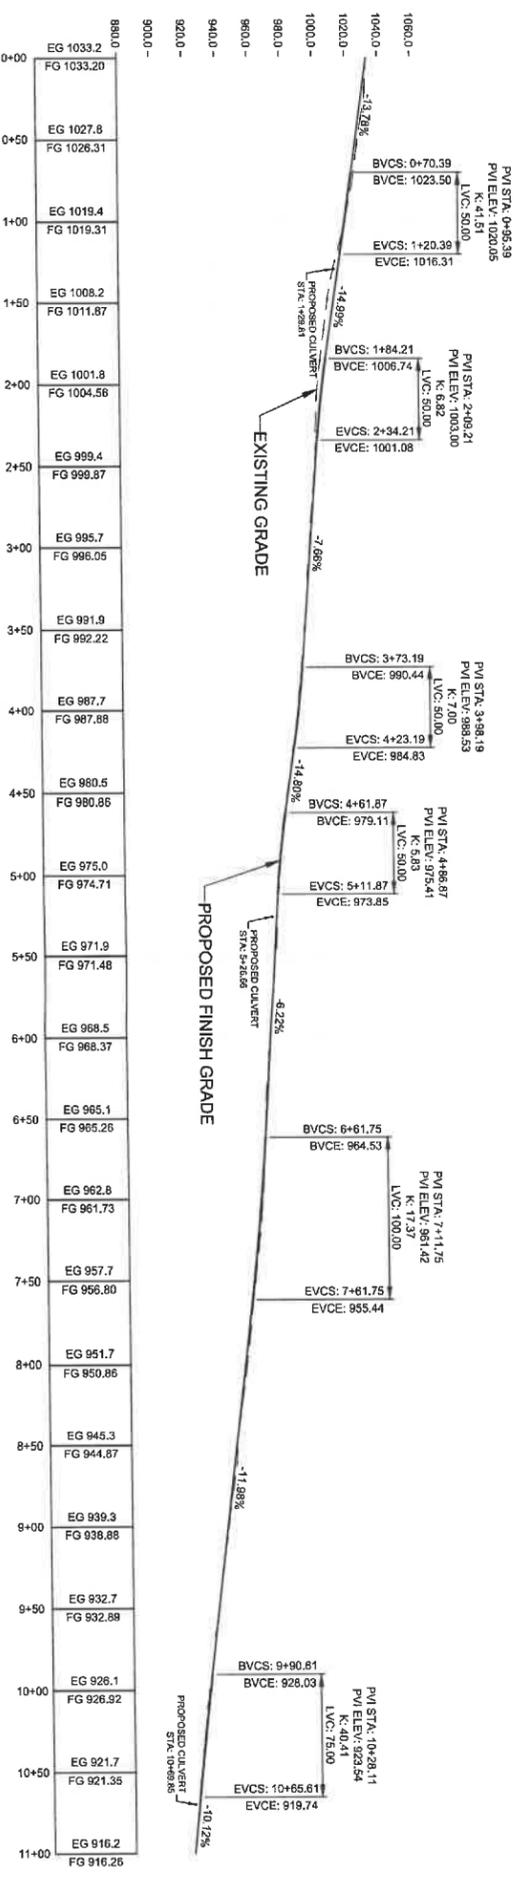 880.0
900.0
920.0
940.0
960.0
980.0
1000.0
1020.0
1040.0
1060.0
EG 1033.2
0+00
FG 1033.20
-13.78%
EG 1027.8
0+50
FG 1026.31
PVI STA: 0+95.39
PVI ELEV: 1020.05
K: 41.51
LVC: 50.00
BVCS: 0+70.39
BVCE: 1023.50
EVCS: 1+20.39
EVCE: 1016.31
EG 1019.4
1+00
FG 1019.31
-14.99%
PROPOSED CULVERT
STA: 1+29.81
EG 1008.2
1+50
FG 1011.87
PVI STA: 2+09.21
PVI ELEV: 1003.00
K: 6.82
LVC: 50.00
BVCS: 1+84.21
BVCE: 1006.74
EVCS: 2+34.21
EVCE: 1001.08
EG 1001.8
2+00
FG 1004.56
EXISTING GRADE
EG 999.4
2+50
FG 999.87
-7.66%
EG 995.7
3+00
FG 996.05
EG 991.9
3+50
FG 992.22
PVI STA: 3+98.19
PVI ELEV: 988.53
K: 7.00
LVC: 50.00
BVCS: 3+73.19
BVCE: 990.44
EVCS: 4+23.19
EVCE: 984.83
EG 987.7
4+00
FG 987.88
-14.80%
EG 980.5
4+50
FG 980.86
PVI STA: 4+86.87
PVI ELEV: 975.41
K: 5.83
LVC: 50.00
BVCS: 4+61.87
BVCE: 979.11
EVCS: 5+11.87
EVCE: 973.85
EG 975.0
5+00
FG 974.71
PROPOSED FINISH GRADE
PROPOSED CULVERT
STA: 5+26.66
EG 971.9
5+50
FG 971.48
-6.22%
EG 968.5
6+00
FG 968.37
EG 965.1
6+50
FG 965.26
PVI STA: 7+11.75
PVI ELEV: 961.42
K: 17.37
LVC: 100.00
BVCS: 6+61.75
BVCE: 964.53
EVCS: 7+61.75
EVCE: 955.44
EG 962.8
7+00
FG 961.73
EG 957.7
7+50
FG 956.80
EG 951.7
8+00
FG 950.86
EG 945.3
8+50
FG 944.87
-11.98%
EG 939.3
9+00
FG 938.88
EG 932.7
9+50
FG 932.89
PVI STA: 10+28.11
PVI ELEV: 923.54
K: 40.41
LVC: 75.00
BVCS: 9+90.61
BVCE: 928.03
EVCS: 10+65.61
EVCE: 919.74
EG 926.1
10+00
FG 926.92
PROPOSED CULVERT
STA: 10+69.85
EG 921.7
10+50
FG 921.35
-10.12%
EG 916.2
11+00
FG 916.26